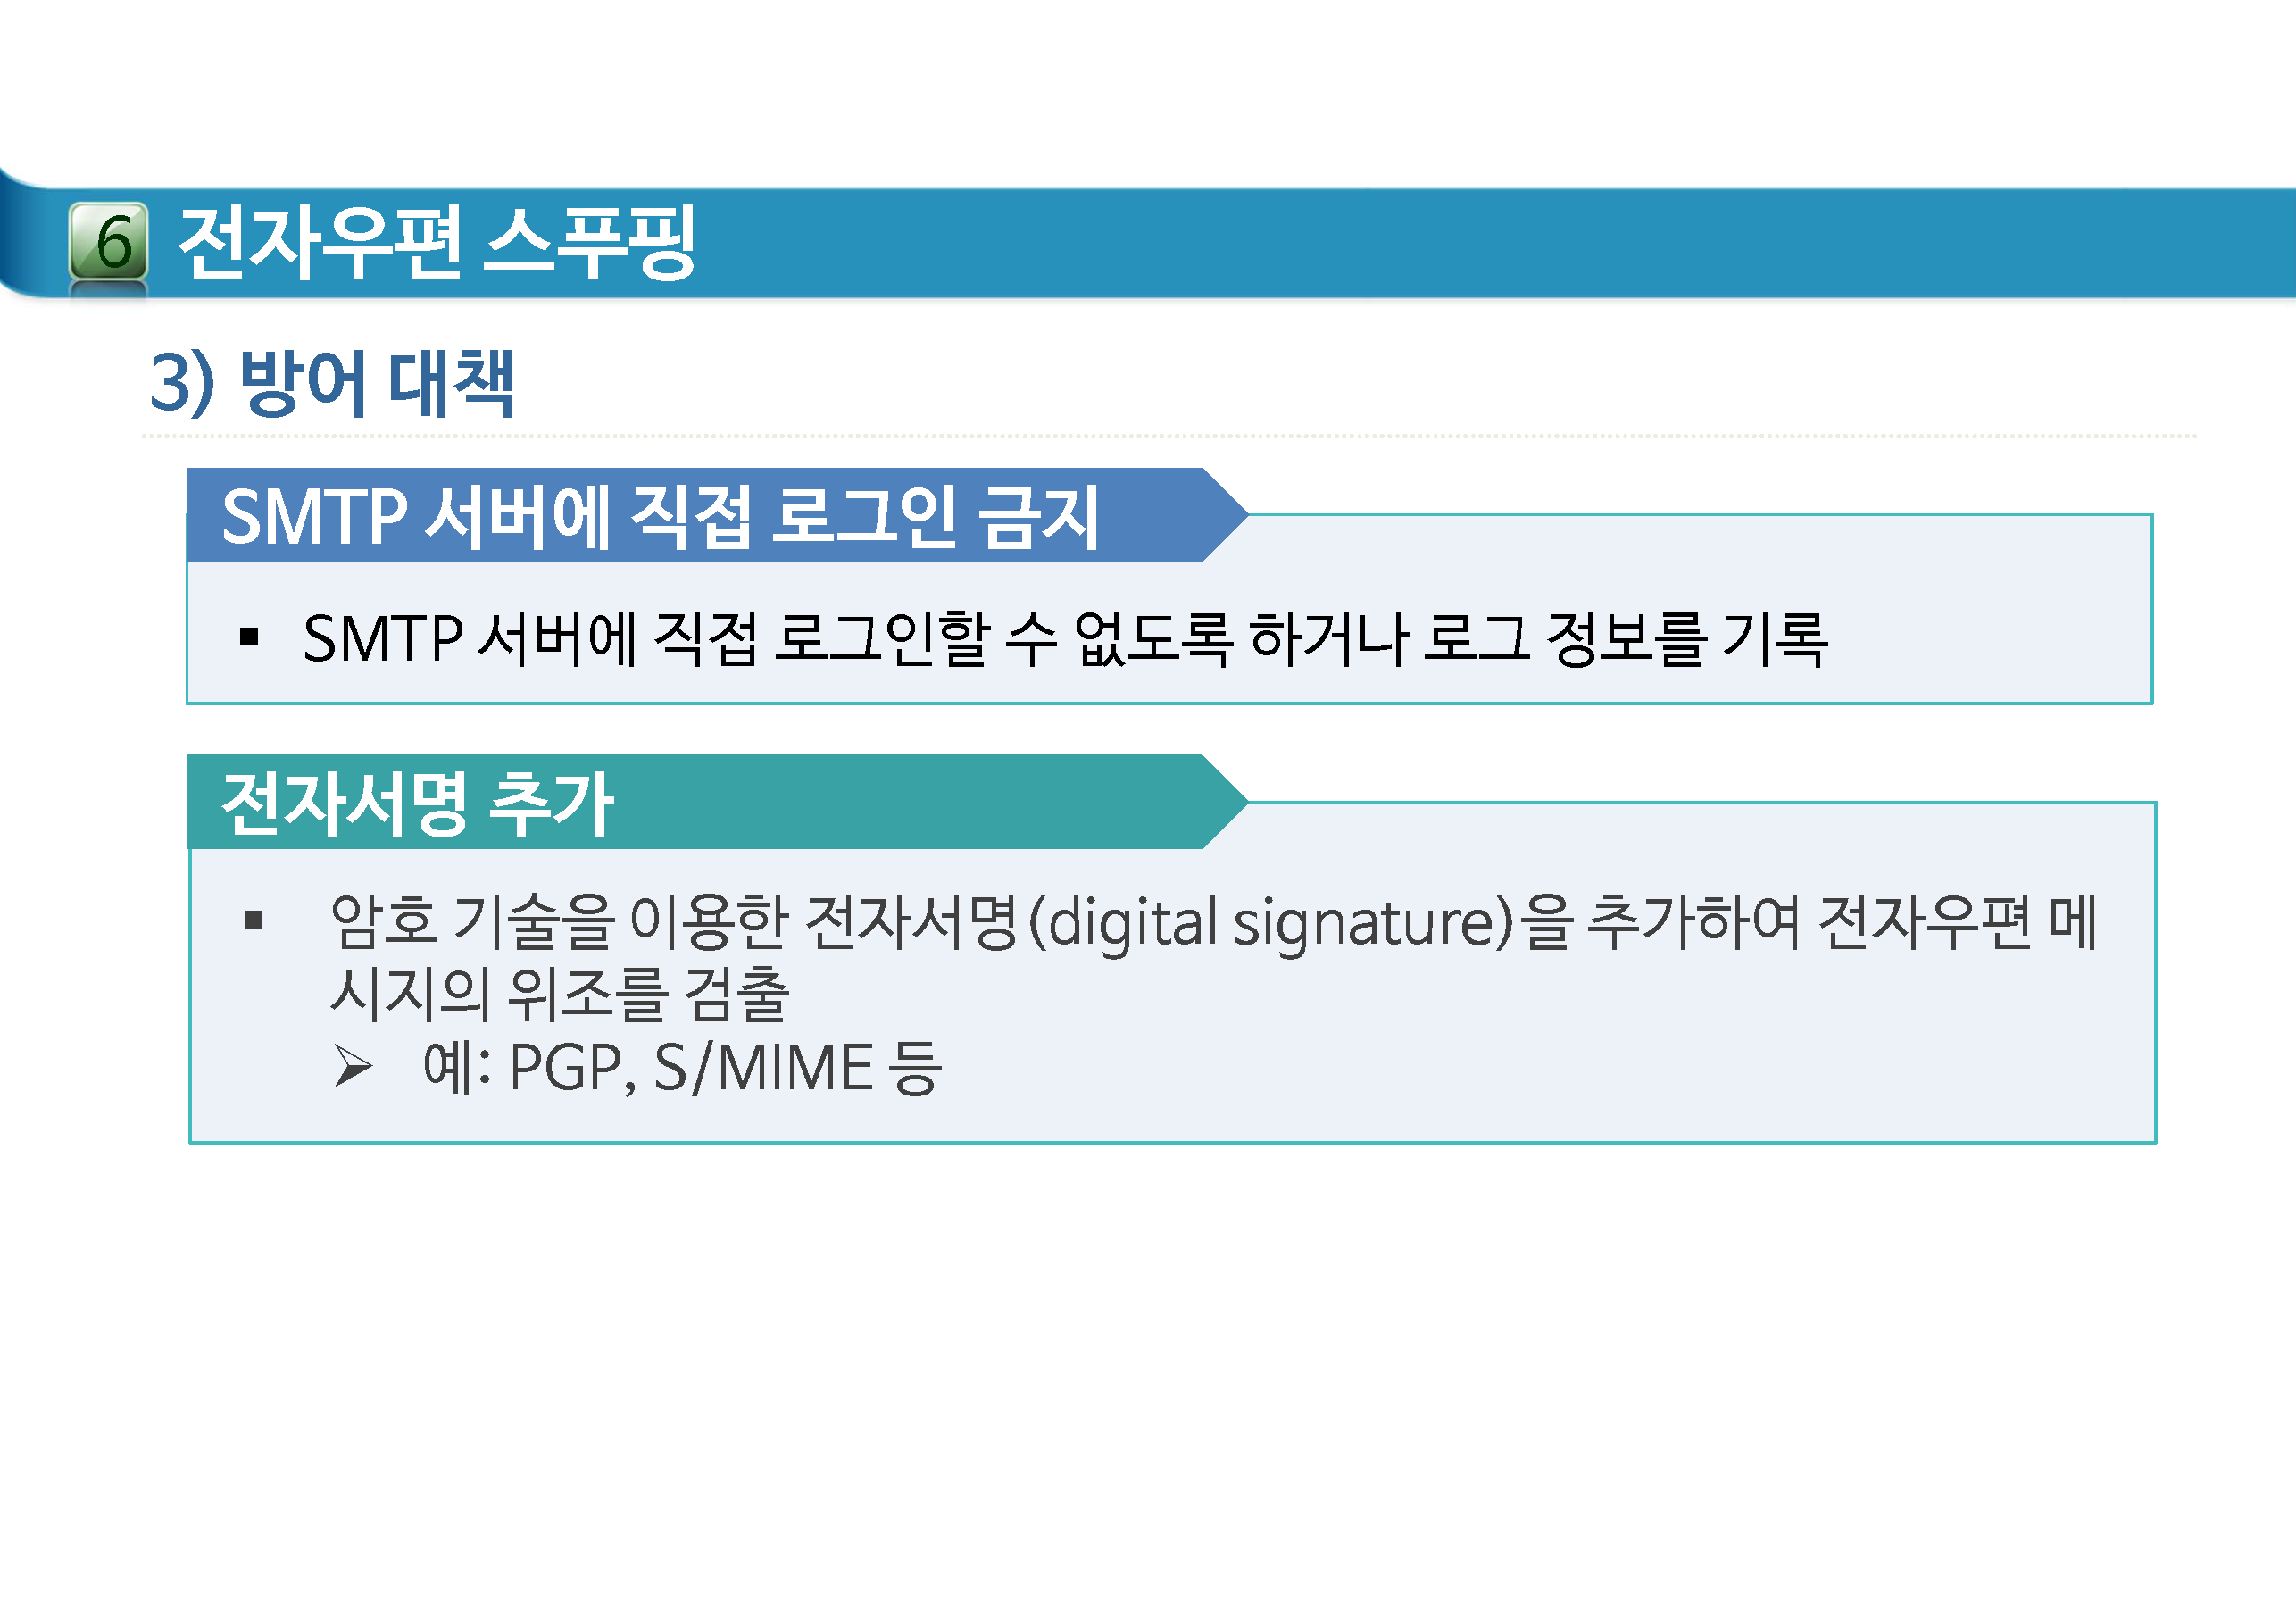 6 전자우편 스푸핑
3) 방어 대책
SMTP 서버에 직접 로그인 금지
▪ SMTP 서버에 직접 로그인할 수 없도록 하거나 로그 정보를 기록
전자서명 추가
▪ 암호 기술을 이용한 전자서명(digital signature)을 추가하여 전자우편 메
시지의 위조를 검출
➢ 예: PGP, S/MIME 등